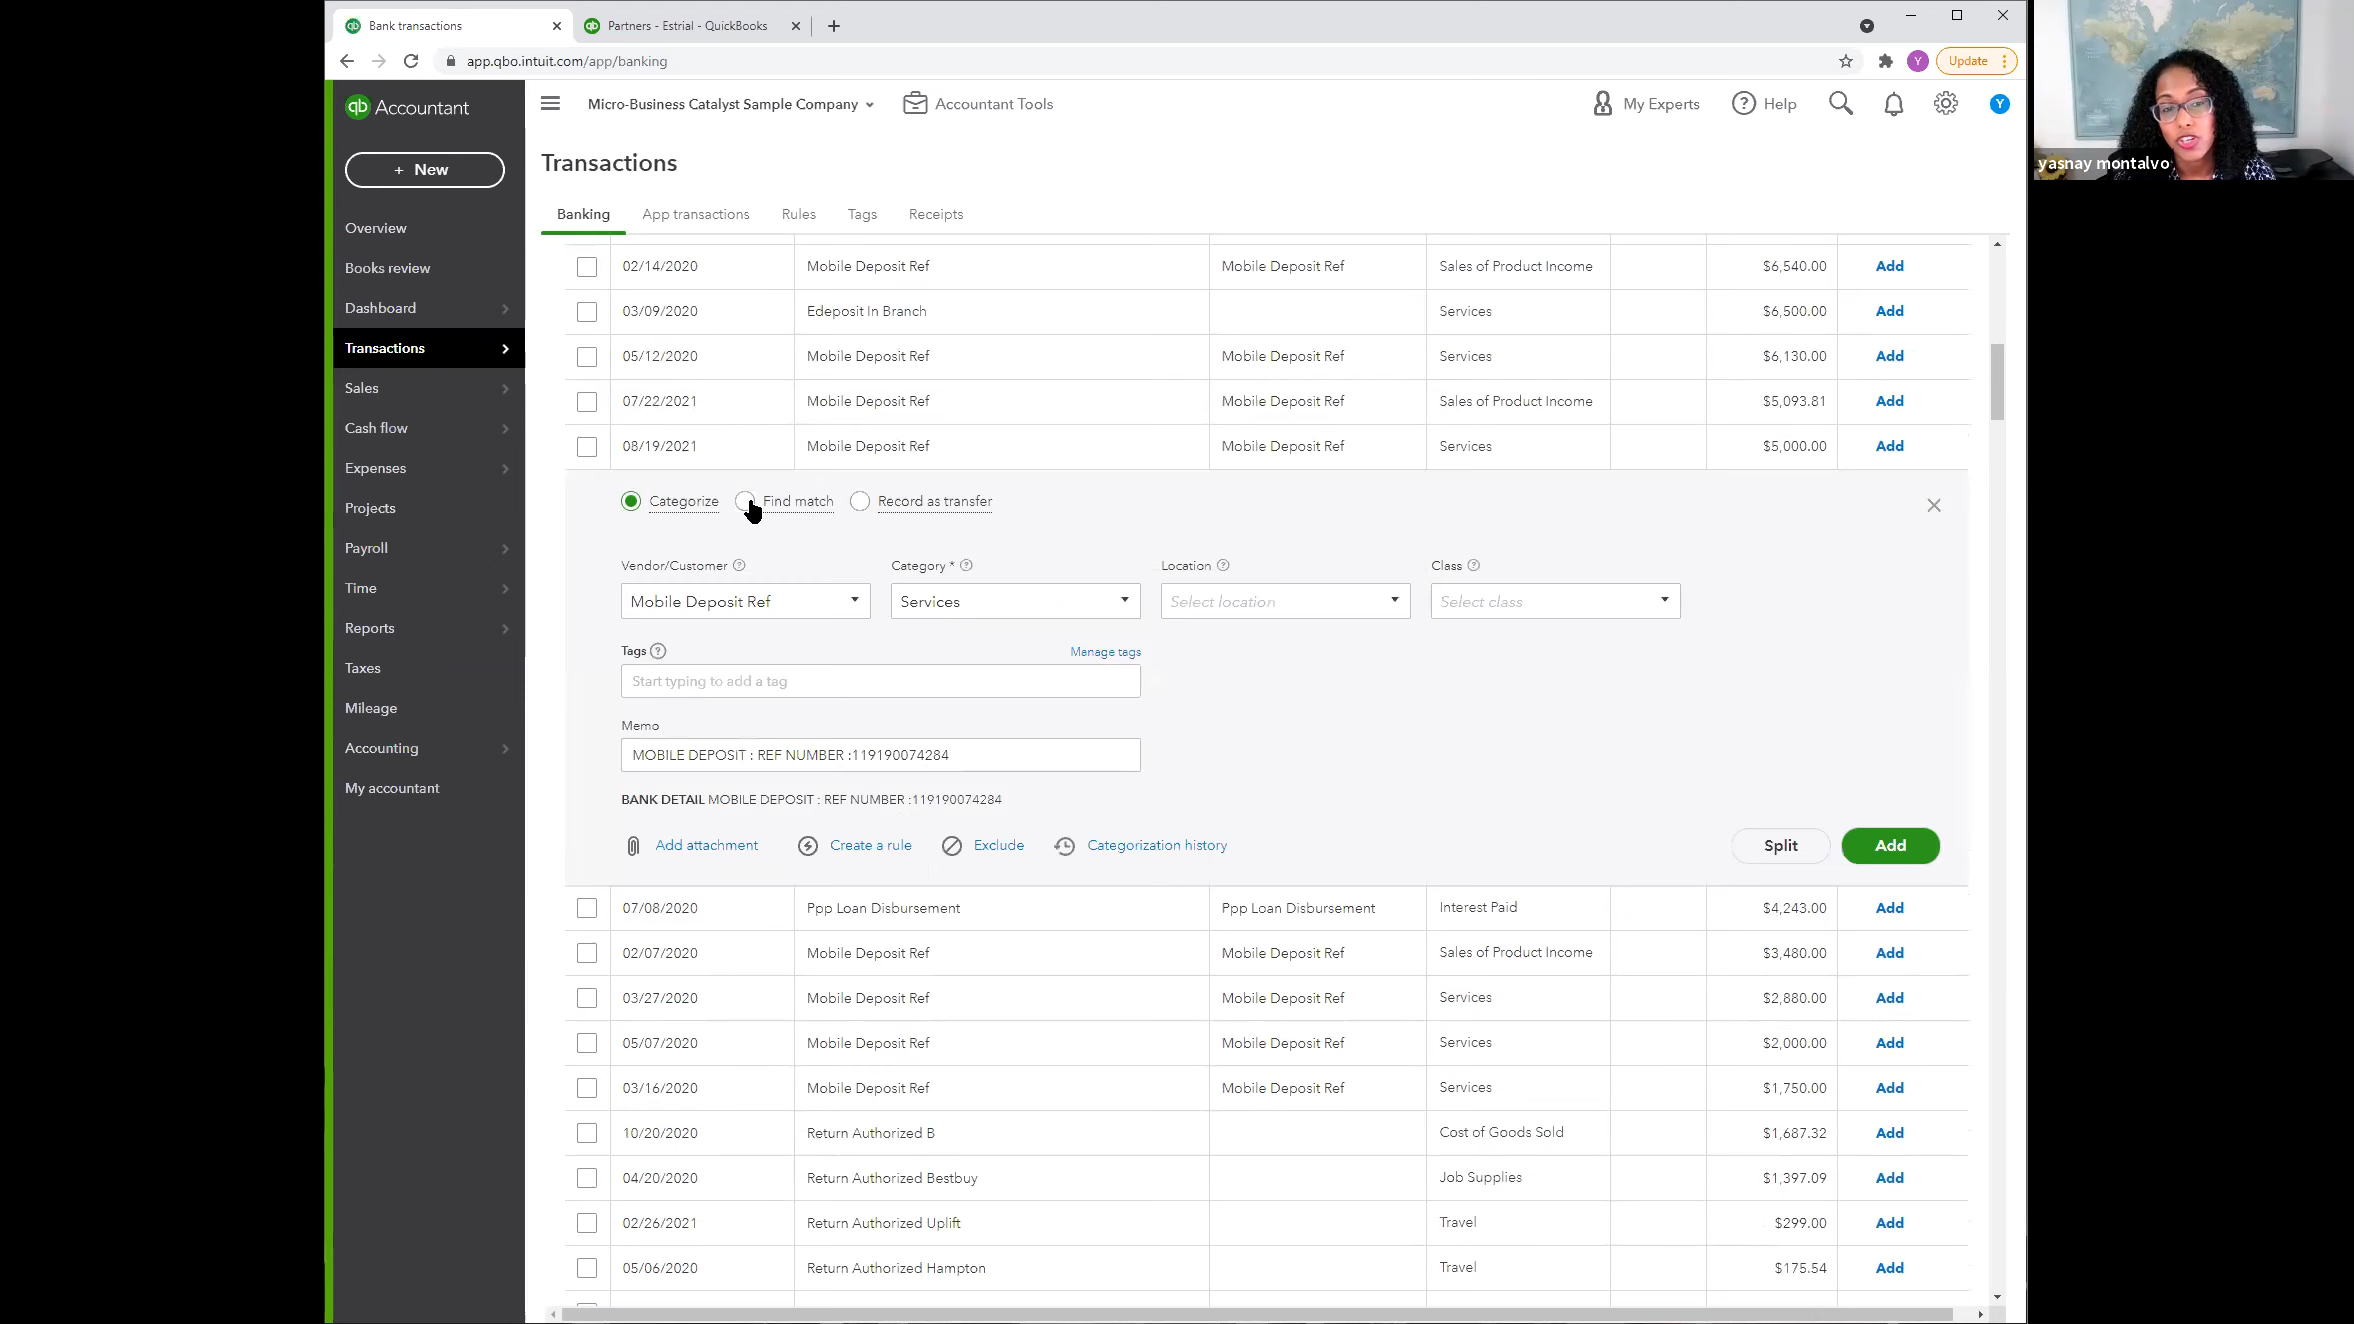 Bank transactions
Partners - Estrial - QuickBooks
app.qbo.intuit.com/app/banking
Y
Update
qb Accountant
Micro-Business Catalyst Sample Company
Accountant Tools
My Experts
Help
Y
+ New
Overview
Books review
Dashboard
Transactions
Sales
Cash flow
Expenses
Projects
Payroll
Time
Reports
Taxes
Mileage
Accounting
My accountant
Transactions
Banking App transactions Rules Tags Receipts
02/14/2020 Mobile Deposit Ref Mobile Deposit Ref Sales of Product Income $6,540.00 Add
03/09/2020 Edeposit In Branch Services $6,500.00 Add
05/12/2020 Mobile Deposit Ref Mobile Deposit Ref Services $6,130.00 Add
07/22/2021 Mobile Deposit Ref Mobile Deposit Ref Sales of Product Income $5,093.81 Add
08/19/2021 Mobile Deposit Ref Mobile Deposit Ref Services $5,000.00 Add
Categorize Find match Record as transfer
Vendor/Customer Category * Location Class
Mobile Deposit Ref Services Select location Select class
Tags Manage tags
Start typing to add a tag
Memo
MOBILE DEPOSIT : REF NUMBER :119190074284
BANK DETAIL MOBILE DEPOSIT : REF NUMBER :119190074284
Add attachment Create a rule Exclude Categorization history Split Add
07/08/2020 Ppp Loan Disbursement Ppp Loan Disbursement Interest Paid $4,243.00 Add
02/07/2020 Mobile Deposit Ref Mobile Deposit Ref Sales of Product Income $3,480.00 Add
03/27/2020 Mobile Deposit Ref Mobile Deposit Ref Services $2,880.00 Add
05/07/2020 Mobile Deposit Ref Mobile Deposit Ref Services $2,000.00 Add
03/16/2020 Mobile Deposit Ref Mobile Deposit Ref Services $1,750.00 Add
10/20/2020 Return Authorized B Cost of Goods Sold $1,687.32 Add
04/20/2020 Return Authorized Bestbuy Job Supplies $1,397.09 Add
02/26/2021 Return Authorized Uplift Travel $299.00 Add
05/06/2020 Return Authorized Hampton Travel $175.54 Add
yasnay montalvo